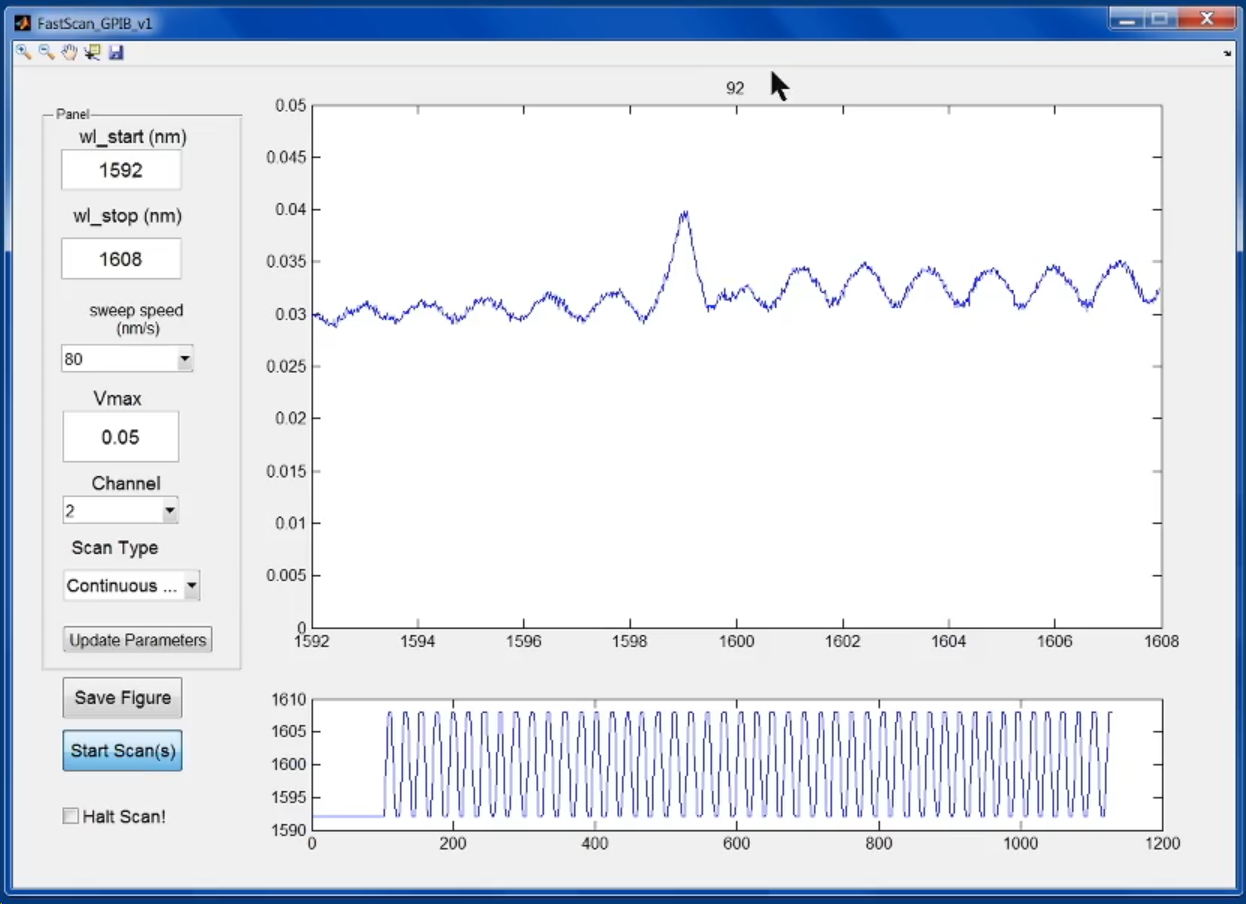 FastScan_GPIB_v1
92
Panel
wl_start (nm)
1592
wl_stop (nm)
1608
sweep speed
(nm/s)
80
Vmax
0.05
Channel
2
Scan Type
Continuous ...
Update Parameters
Save Figure
Start Scan(s)
Halt Scan!
0.05
0.045
0.04
0.035
0.03
0.025
0.02
0.015
0.01
0.005
0
1592 1594 1596 1598 1600 1602 1604 1606 1608
1610
1605
1600
1595
1590
0 200 400 600 800 1000 1200